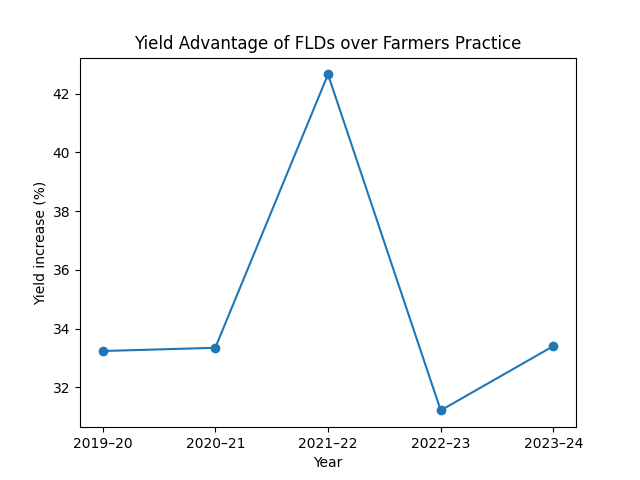 Yield Advantage of FLDs over Farmers Practice
42
40
38
36
34
32
Yield increase (%)
2019–20 2020–21 2021–22 2022–23 2023–24
Year